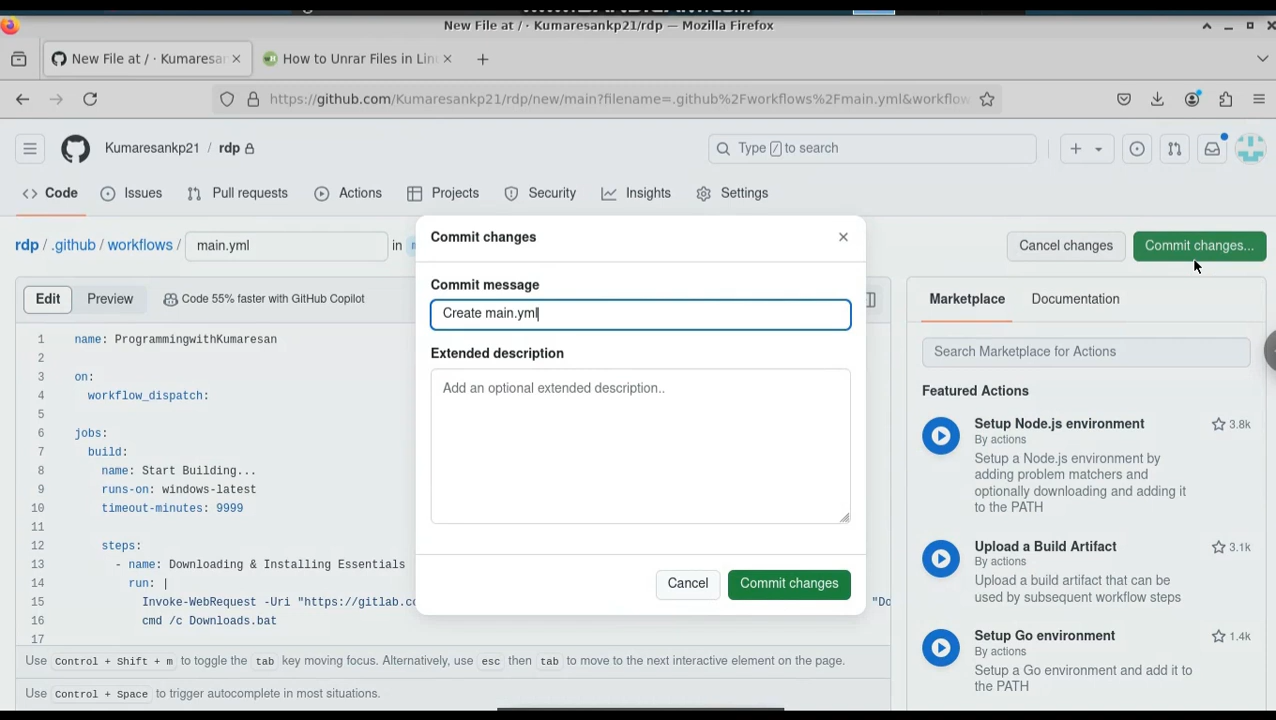 New File at / · Kumaresankp21/rdp — Mozilla Firefox
New File at / · Kumaresan
How to Unrar Files in Lin
https://github.com/Kumaresankp21/rdp/new/main?filename=.github%2Fworkflows%2Fmain.yml&workflow
Kumaresankp21 / rdp
Type / to search
Code
Issues
Pull requests
Actions
Projects
Security
Insights
Settings
rdp / .github / workflows / main.yml in
Cancel changes
Commit changes...
Commit changes
Commit message
Create main.yml
Extended description
Add an optional extended description..
Cancel
Commit changes
Edit
Preview
Code 55% faster with GitHub Copilot
1 name: ProgrammingwithKumaresan
2
3 on:
4 workflow_dispatch:
5
6 jobs:
7 build:
8 name: Start Building...
9 runs-on: windows-latest
10 timeout-minutes: 9999
11
12 steps:
13 - name: Downloading & Installing Essentials
14 run: |
15 Invoke-WebRequest -Uri "https://gitlab.co "Do
16 cmd /c Downloads.bat
17
Use Control + Shift + m to toggle the tab key moving focus. Alternatively, use esc then tab to move to the next interactive element on the page.
Use Control + Space to trigger autocomplete in most situations.
Marketplace
Documentation
Search Marketplace for Actions
Featured Actions
Setup Node.js environment
3.8k
By actions
Setup a Node.js environment by
adding problem matchers and
optionally downloading and adding it
to the PATH
Upload a Build Artifact
3.1k
By actions
Upload a build artifact that can be
used by subsequent workflow steps
Setup Go environment
1.4k
By actions
Setup a Go environment and add it to
the PATH